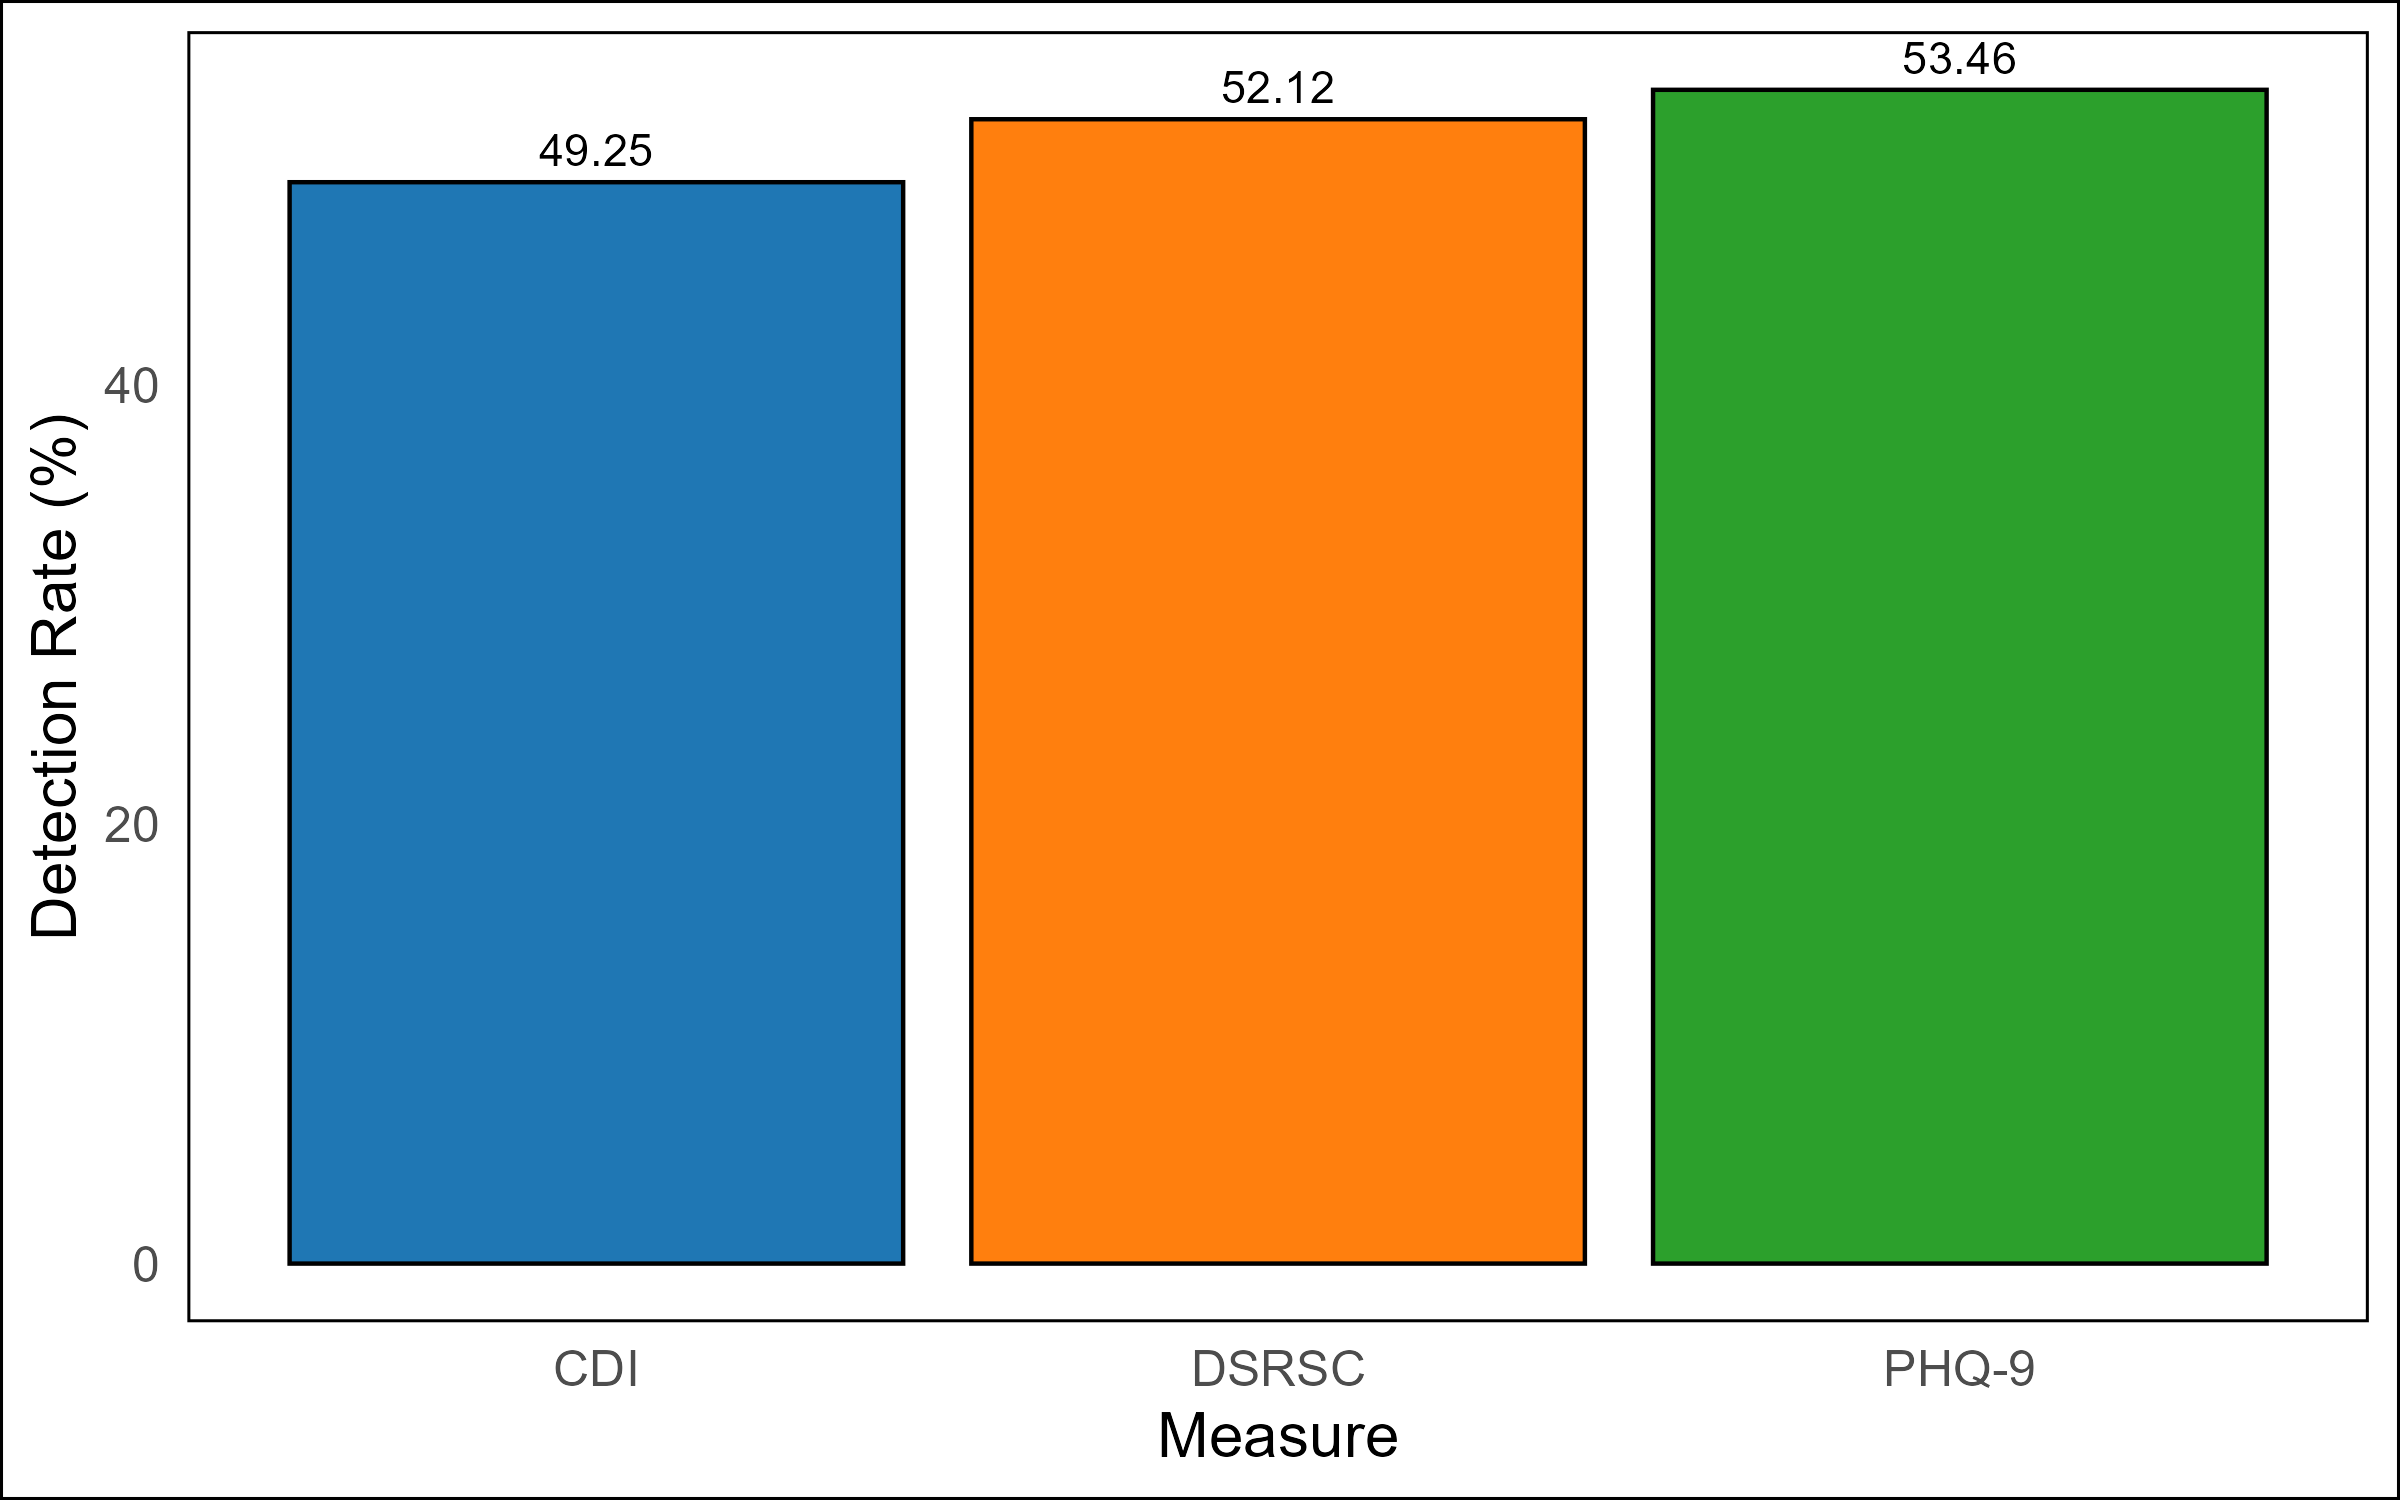 53.46
52.12
49.25
40
20
0
Detection Rate (%)
CDI DSRSC PHQ-9
Measure